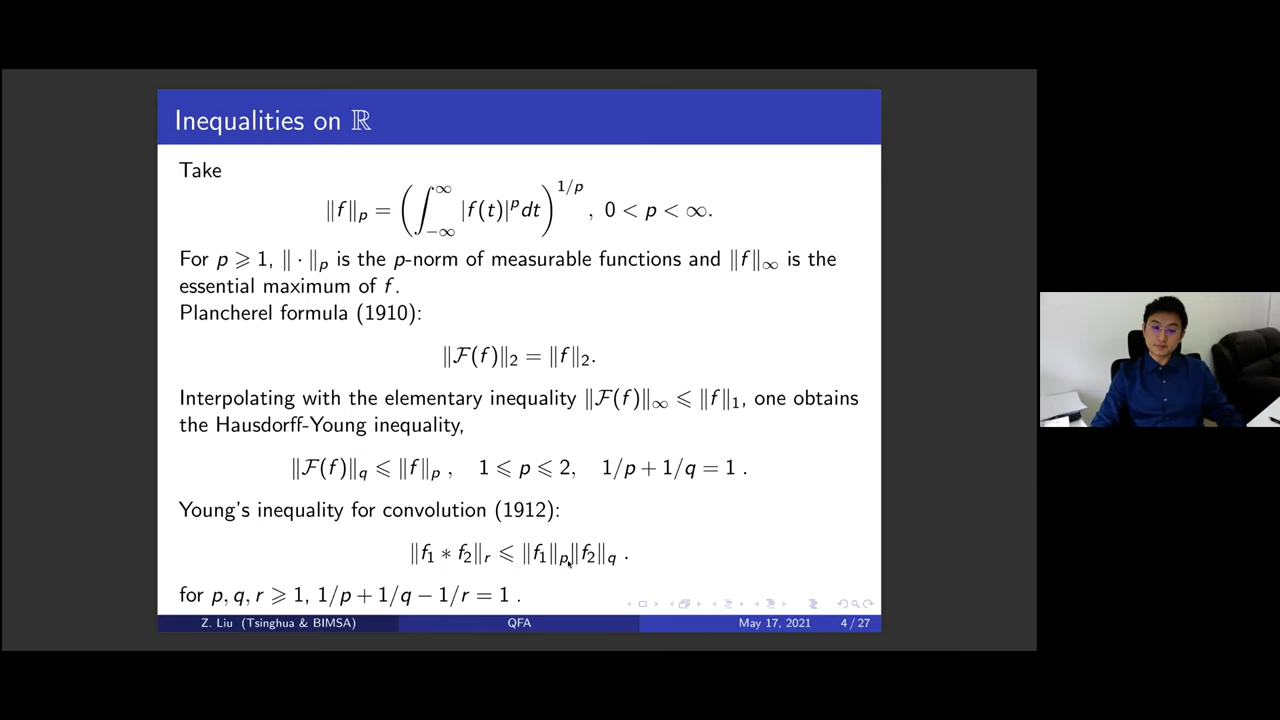 Inequalities on ℝ
Take
‖f‖_p = (∫_{-∞}^{∞} |f(t)|^p dt)^{1/p}, 0 < p < ∞.
For p ⩾ 1, ‖ · ‖_p is the p-norm of measurable functions and ‖f‖_∞ is the
essential maximum of f.
Plancherel formula (1910):
‖ℱ(f)‖_2 = ‖f‖_2.
Interpolating with the elementary inequality ‖ℱ(f)‖_∞ ⩽ ‖f‖_1, one obtains
the Hausdorff-Young inequality,
‖ℱ(f)‖_q ⩽ ‖f‖_p , 1 ⩽ p ⩽ 2, 1/p + 1/q = 1 .
Young's inequality for convolution (1912):
‖f_1 ∗ f_2‖_r ⩽ ‖f_1‖_p‖f_2‖_q .
for p, q, r ⩾ 1, 1/p + 1/q − 1/r = 1 .
Z. Liu (Tsinghua & BIMSA) QFA May 17, 2021 4 / 27